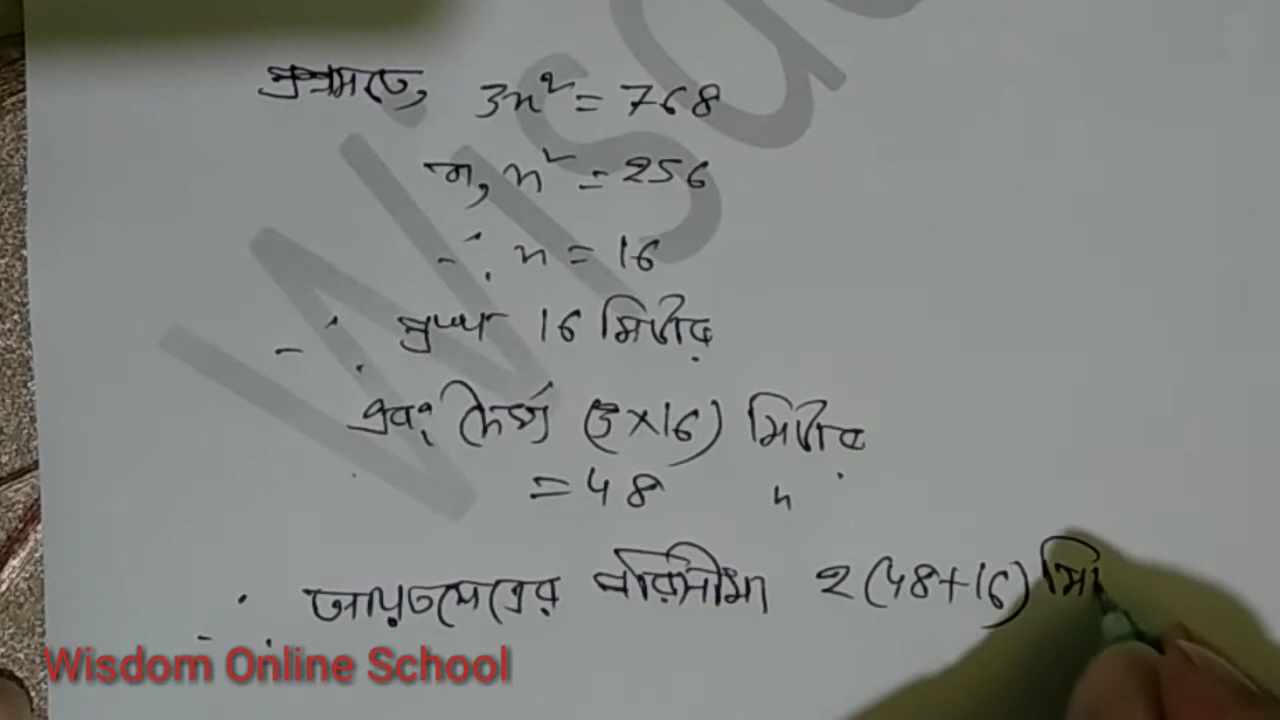 প্রশ্নমতে, 3x² = 768
বা, x² = 256
∴ x = 16
∴ প্রস্থ 16 মিটার
এবং দৈর্ঘ্য (3×16) মিটার
= 48 "
∴ আয়তক্ষেত্রের পরিসীমা 2(48+16) মি
Wisdom Online School